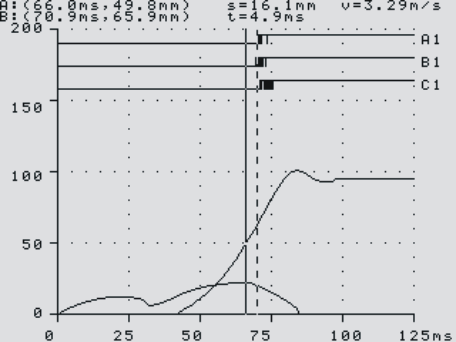 A:(66.0ms,49.8mm) s=16.1mm v=3.29m/s
B:(70.9ms,65.9mm) t=4.9ms
200
A1
B1
C1
150
100
50
0
0 25 50 75 100 125ms